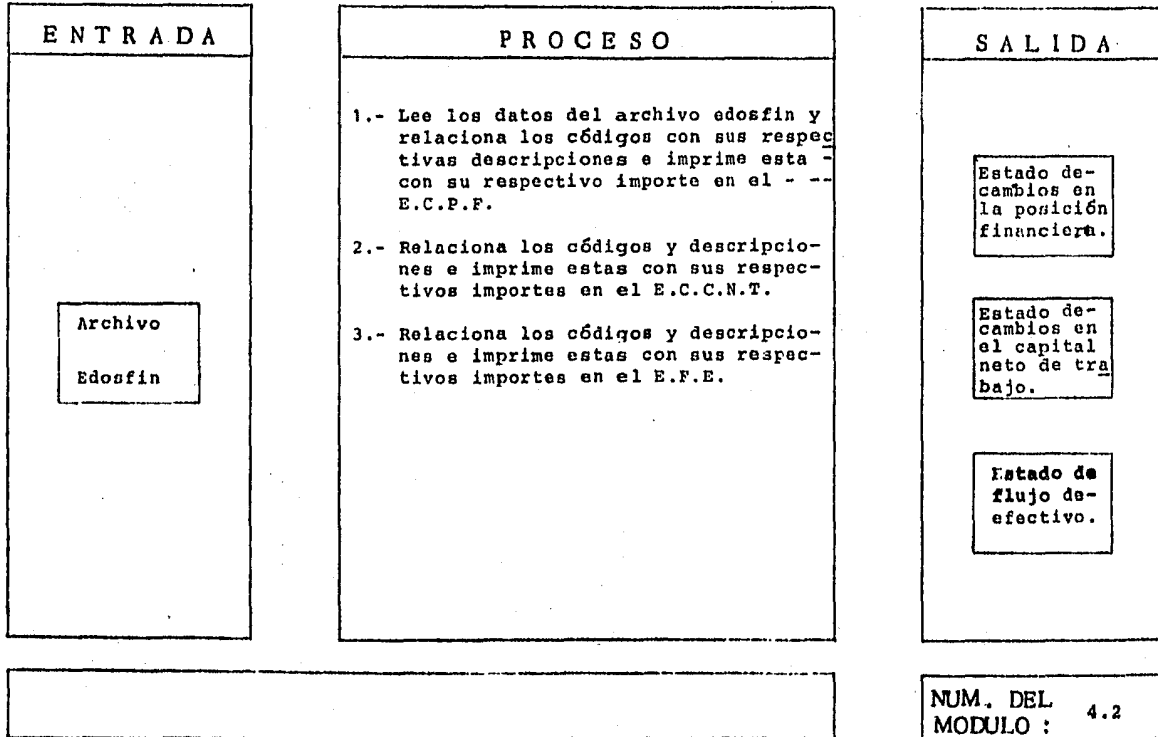 ENTRADA
Archivo
Edosfin
PROCESO
1.- Lee los datos del archivo edosfin y
relaciona los códigos con sus respec
tivas descripciones e imprime esta -
con su respectivo importe en el - --
E.C.P.F.
2.- Relaciona los códigos y descripcio-
nes e imprime estas con sus respec-
tivos importes en el E.C.C.N.T.
3.- Relaciona los códigos y descripcio-
nes e imprime estas con sus respec-
tivos importes en el E.F.E.
SALIDA
Estado de-
cambios en
la posición
financiera.
Estado de-
cambios en
el capital
neto de tra
bajo.
Estado de
flujo de-
efectivo.
NUM. DEL
MODULO : 4.2